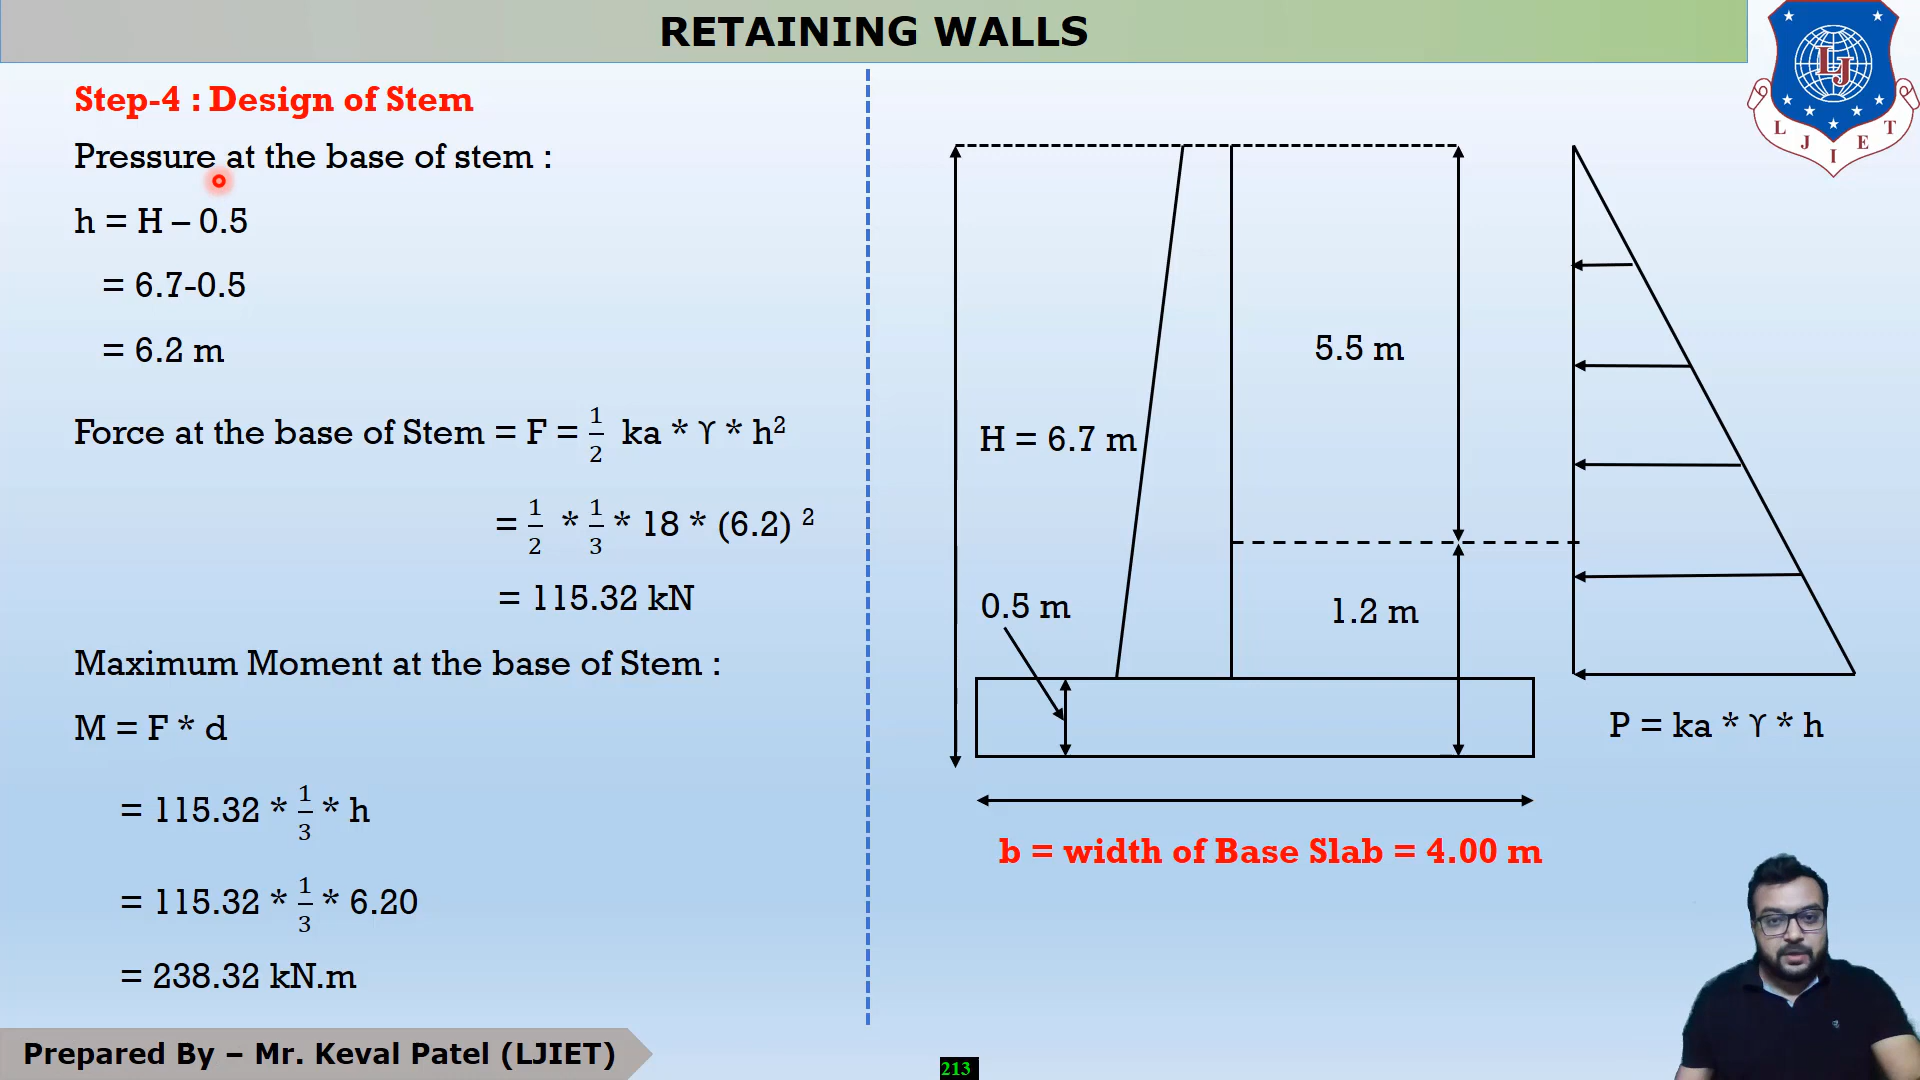 RETAINING WALLS
Step-4 : Design of Stem
Pressure at the base of stem :
h = H – 0.5
= 6.7-0.5
= 6.2 m
Force at the base of Stem = F = 1/2 ka * ϒ * h²
= 1/2 * 1/3 * 18 * (6.2) ²
= 115.32 kN
Maximum Moment at the base of Stem :
M = F * d
= 115.32 * 1/3 * h
= 115.32 * 1/3 * 6.20
= 238.32 kN.m
5.5 m
H = 6.7 m
0.5 m
1.2 m
P = ka * ϒ * h
b = width of Base Slab = 4.00 m
LJ
L J I E T
Prepared By – Mr. Keval Patel (LJIET)
213